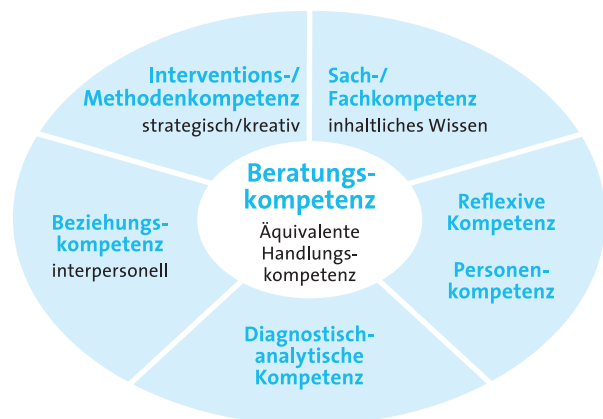 Interventions-/
Methodenkompetenz
strategisch/kreativ
Sach-/
Fachkompetenz
inhaltliches Wissen
Beziehungs-
kompetenz
interpersonell
Beratungs-
kompetenz
Äquivalente
Handlungs-
kompetenz
Reflexive
Kompetenz
Personen-
kompetenz
Diagnostisch-
analytische
Kompetenz